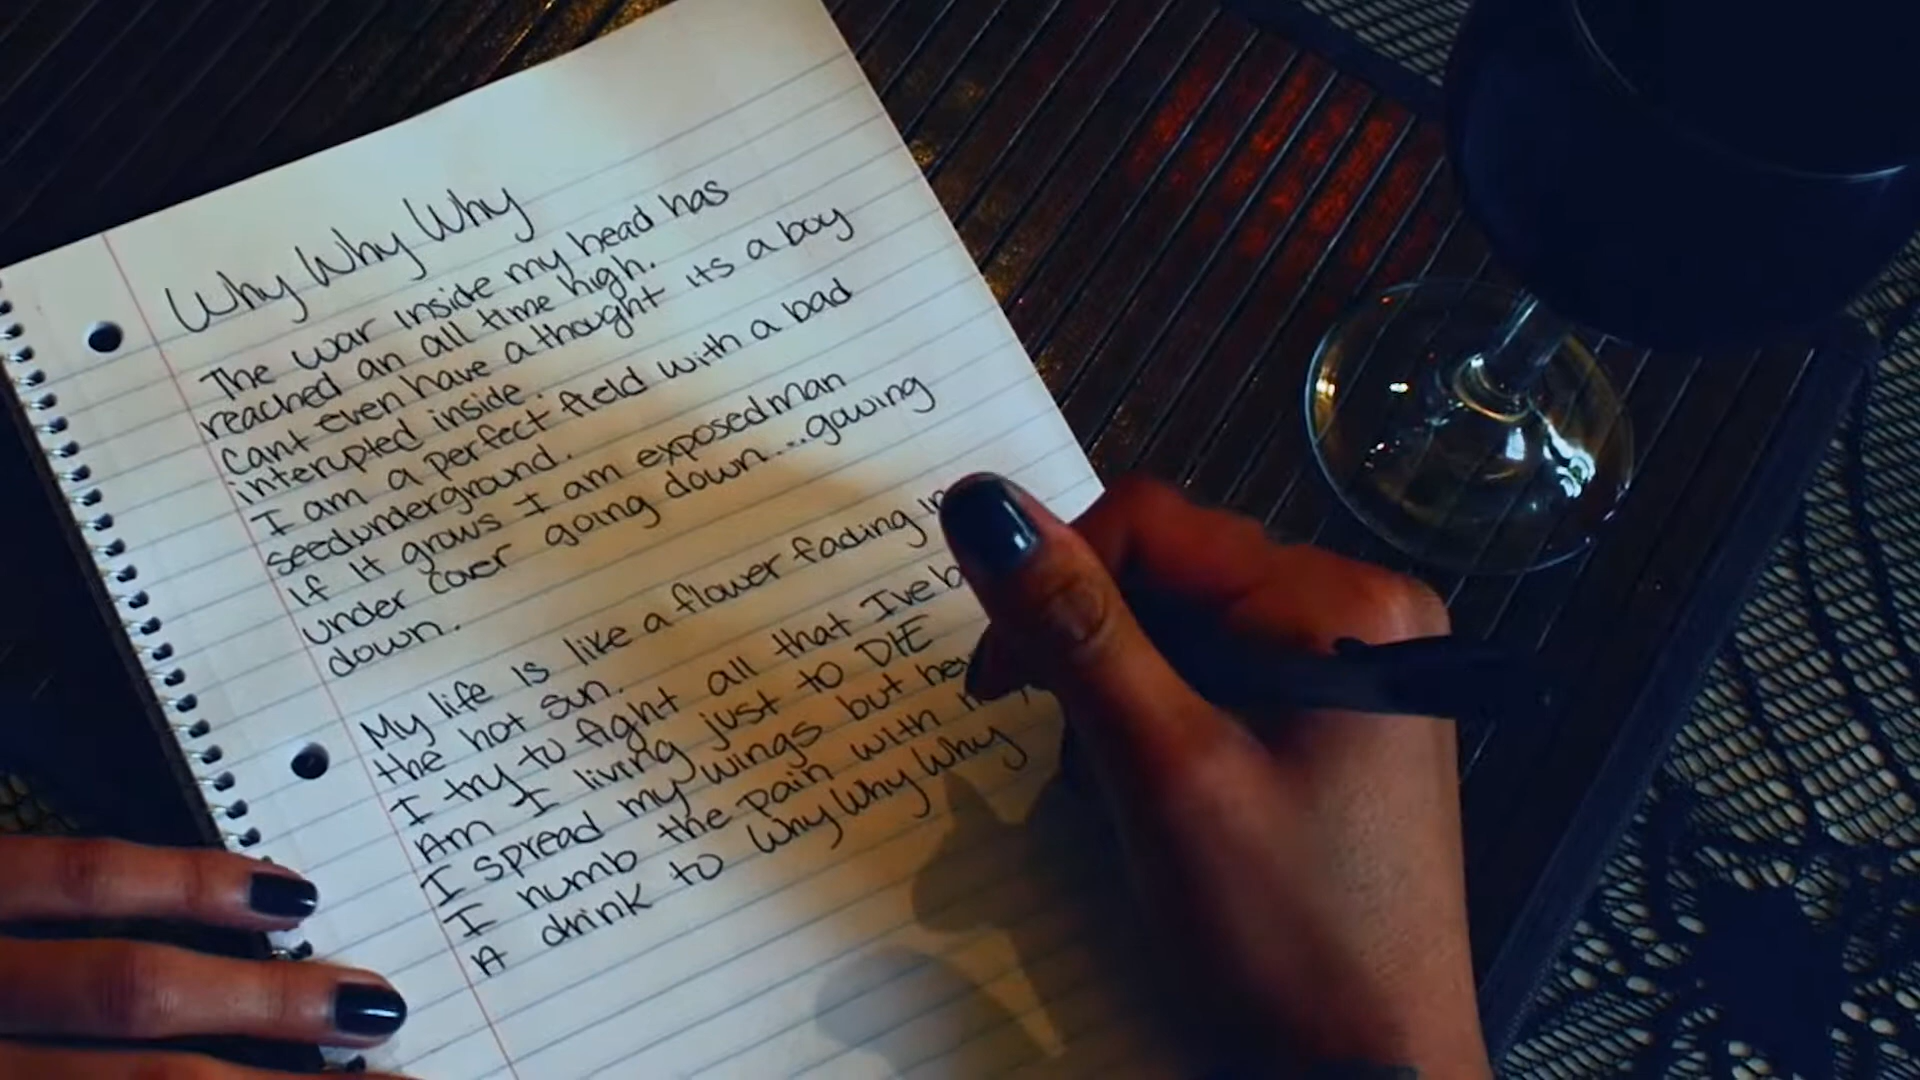 Why Why Why
The war inside my head has
reached an all time high.
Cant even have a thought its a boy
interupted inside.
I am a perfect field with a bad
seedunderground.
If It grows I am exposed man
under cover going down...gowing
down.
My life is like a flower fading in
the hot sun.
I try to fight all that I've
Am I living just to DIE
I spread my wings but
I numb the pain with
A drink to Why Why Why